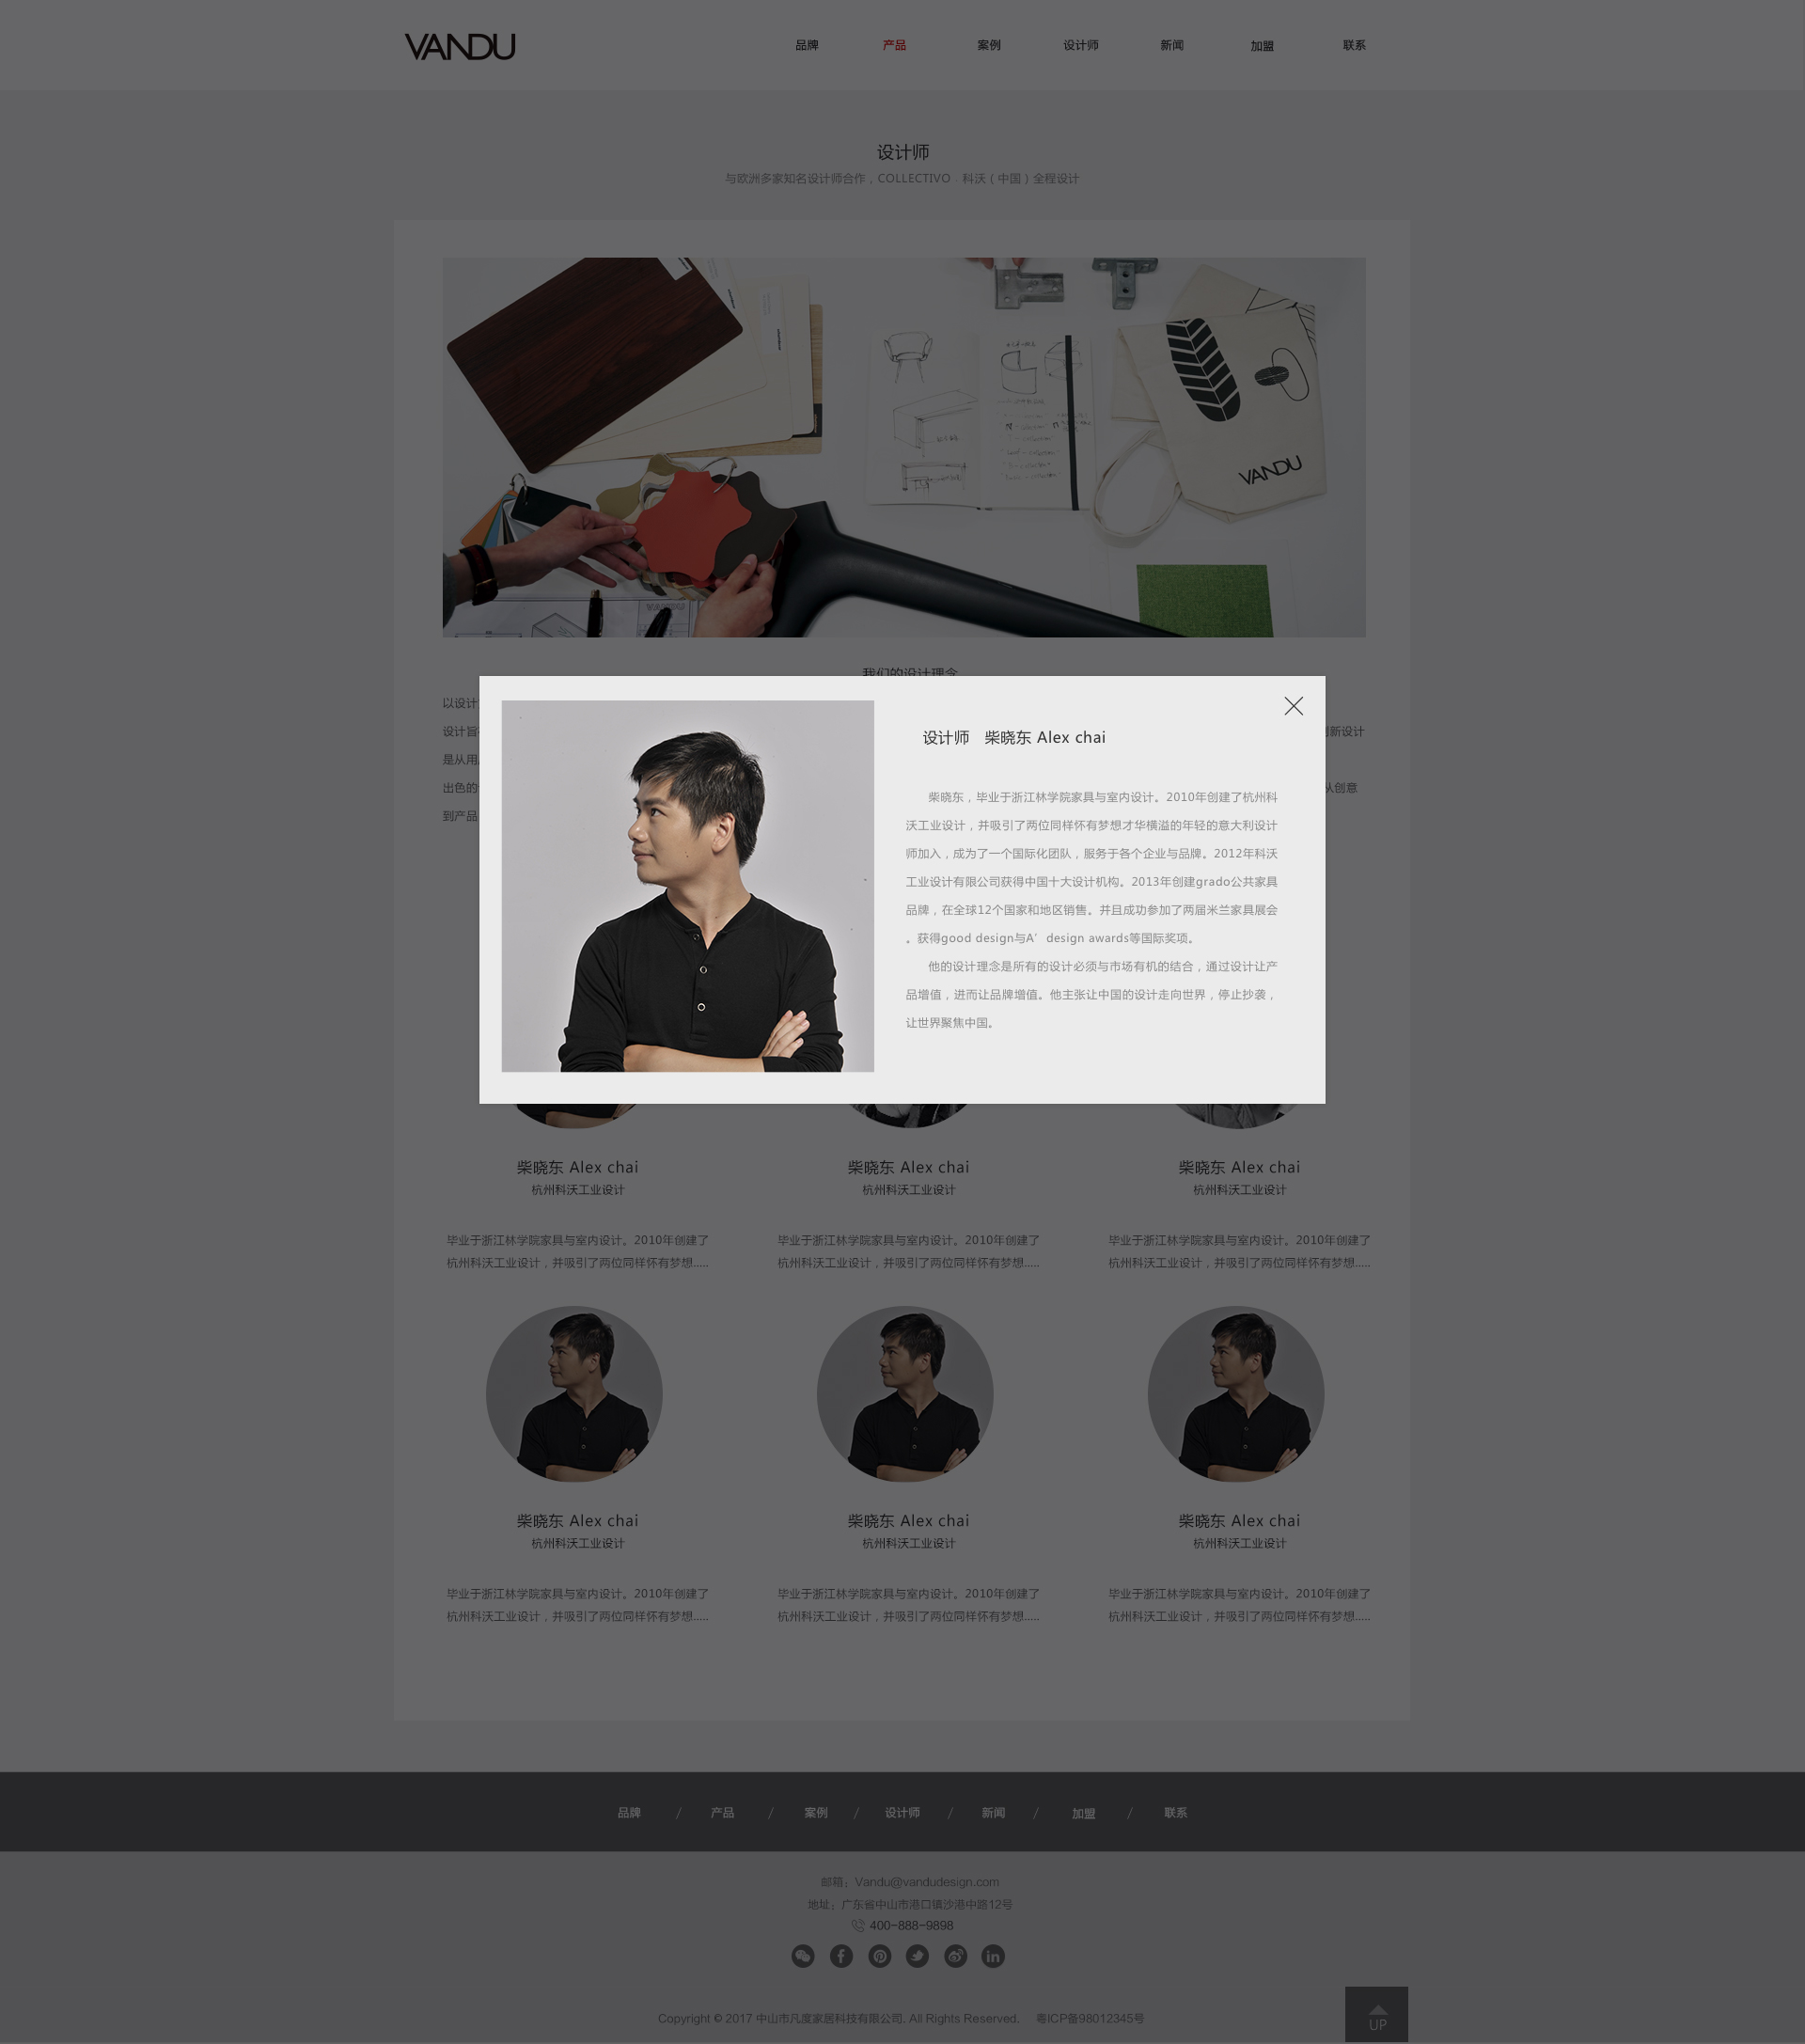 VANDU
品牌 产品 案例 设计师 新闻 加盟 联系
设计师
与欧洲多家知名设计师合作，COLLECTIVO 科沃（中国）全程设计
VANDU
我们的设计理念
以设计
设计旨
新设计
是从用
出色的
从创意
到产品
设计师 柴晓东 Alex chai
柴晓东，毕业于浙江林学院家具与室内设计。2010年创建了杭州科
沃工业设计，并吸引了两位同样怀有梦想才华横溢的年轻的意大利设计
师加入，成为了一个国际化团队，服务于各个企业与品牌。2012年科沃
工业设计有限公司获得中国十大设计机构。2013年创建grado公共家具
品牌，在全球12个国家和地区销售。并且成功参加了两届米兰家具展会
。获得good design与A’ design awards等国际奖项。
他的设计理念是所有的设计必须与市场有机的结合，通过设计让产
品增值，进而让品牌增值。他主张让中国的设计走向世界，停止抄袭，
让世界聚焦中国。
柴晓东 Alex chai
杭州科沃工业设计
毕业于浙江林学院家具与室内设计。2010年创建了
杭州科沃工业设计，并吸引了两位同样怀有梦想.....
柴晓东 Alex chai
杭州科沃工业设计
毕业于浙江林学院家具与室内设计。2010年创建了
杭州科沃工业设计，并吸引了两位同样怀有梦想.....
柴晓东 Alex chai
杭州科沃工业设计
毕业于浙江林学院家具与室内设计。2010年创建了
杭州科沃工业设计，并吸引了两位同样怀有梦想.....
柴晓东 Alex chai
杭州科沃工业设计
毕业于浙江林学院家具与室内设计。2010年创建了
杭州科沃工业设计，并吸引了两位同样怀有梦想.....
柴晓东 Alex chai
杭州科沃工业设计
毕业于浙江林学院家具与室内设计。2010年创建了
杭州科沃工业设计，并吸引了两位同样怀有梦想.....
柴晓东 Alex chai
杭州科沃工业设计
毕业于浙江林学院家具与室内设计。2010年创建了
杭州科沃工业设计，并吸引了两位同样怀有梦想.....
品牌 / 产品 / 案例 / 设计师 / 新闻 / 加盟 / 联系
邮箱：Vandu@vandudesign.com
地址：广东省中山市港口镇沙港中路12号
400-888-9898
Copyright © 2017 中山市凡度家居科技有限公司. All Rights Reserved. 粤ICP备98012345号
UP